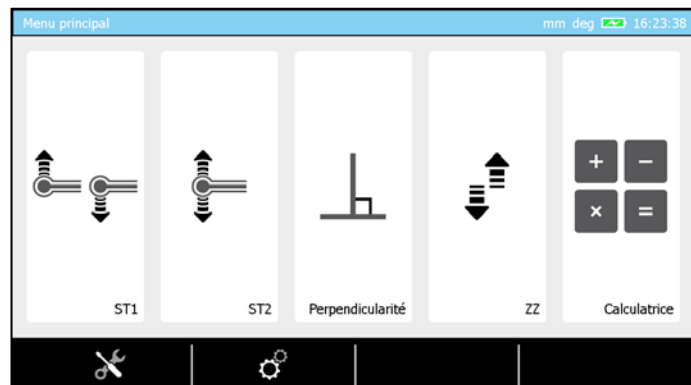 Menu principal mm deg 16:23:38
+ −
× =
ST1 ST2 Perpendicularité ZZ Calculatrice